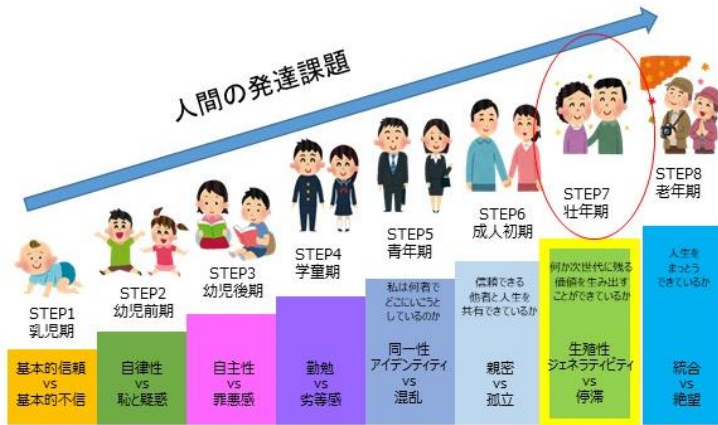 人間の発達課題
STEP1
乳児期
基本的信頼
vs
基本的不信
STEP2
幼児前期
自律性
vs
恥と疑惑
STEP3
幼児後期
自主性
vs
罪悪感
STEP4
学童期
勤勉
vs
劣等感
STEP5
青年期
私は何者で
どこにいこうと
しているのか
同一性
アイデンティティ
vs
混乱
STEP6
成人初期
信頼できる
他者と人生を
共有できているか
親密
vs
孤立
STEP7
壮年期
何か次世代に残る
価値を生み出す
ことができているか
生殖性
ジェネラティビティ
vs
停滞
STEP8
老年期
人生を
まっとう
できているか
統合
vs
絶望